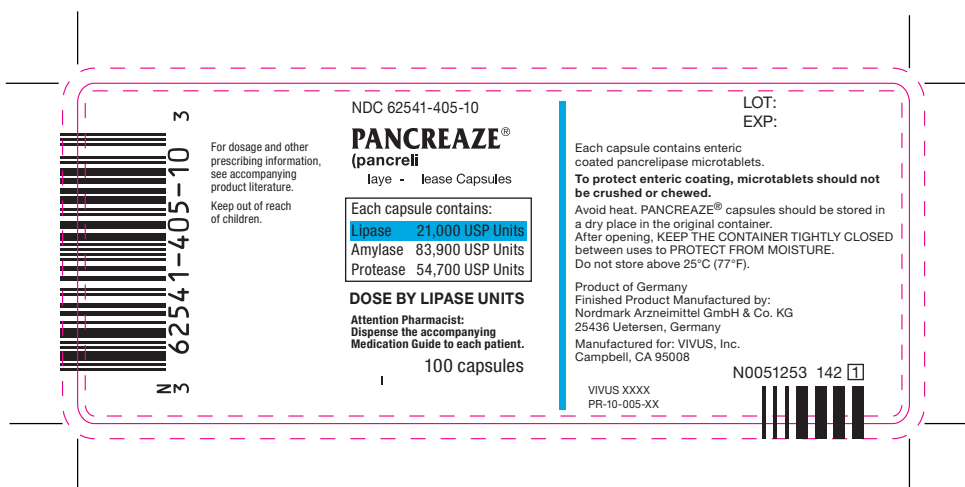 N
3 62541-405-10 3
For dosage and other
prescribing information,
see accompanying
product literature.
Keep out of reach
of children.
NDC 62541-405-10
PANCREAZE®
(pancreli
laye - lease Capsules
Each capsule contains:
Lipase 21,000 USP Units
Amylase 83,900 USP Units
Protease 54,700 USP Units
DOSE BY LIPASE UNITS
Attention Pharmacist:
Dispense the accompanying
Medication Guide to each patient.
100 capsules
LOT:
EXP:
Each capsule contains enteric
coated pancrelipase microtablets.
To protect enteric coating, microtablets should not
be crushed or chewed.
Avoid heat. PANCREAZE® capsules should be stored in
a dry place in the original container.
After opening, KEEP THE CONTAINER TIGHTLY CLOSED
between uses to PROTECT FROM MOISTURE.
Do not store above 25°C (77°F).
Product of Germany
Finished Product Manufactured by:
Nordmark Arzneimittel GmbH & Co. KG
25436 Uetersen, Germany
Manufactured for: VIVUS, Inc.
Campbell, CA 95008
N0051253 142 1
VIVUS XXXX
PR-10-005-XX